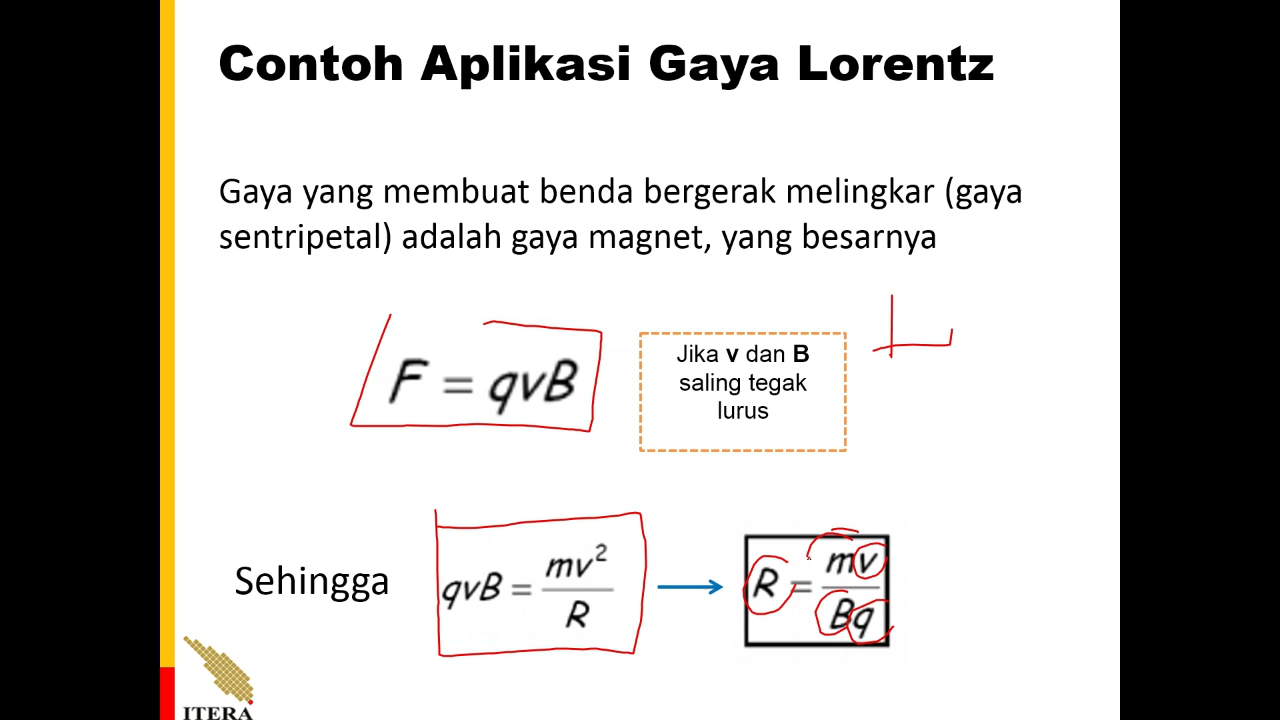 Contoh Aplikasi Gaya Lorentz
Gaya yang membuat benda bergerak melingkar (gaya
sentripetal) adalah gaya magnet, yang besarnya
F = qvB
Jika v dan B
saling tegak
lurus
Sehingga
qvB = mv²/R
R = mv/Bq
ITERA